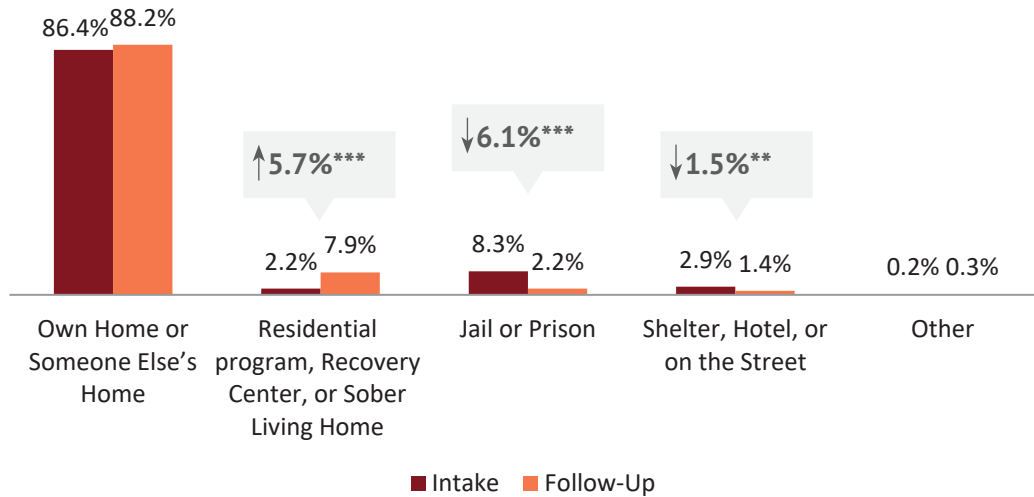 86.4% 88.2%
↑5.7%***
↓6.1%***
↓1.5%**
2.2% 7.9%
8.3% 2.2%
2.9% 1.4%
0.2% 0.3%
Own Home or
Someone Else’s
Home
Residential
program, Recovery
Center, or Sober
Living Home
Jail or Prison
Shelter, Hotel, or
on the Street
Other
Intake
Follow-Up